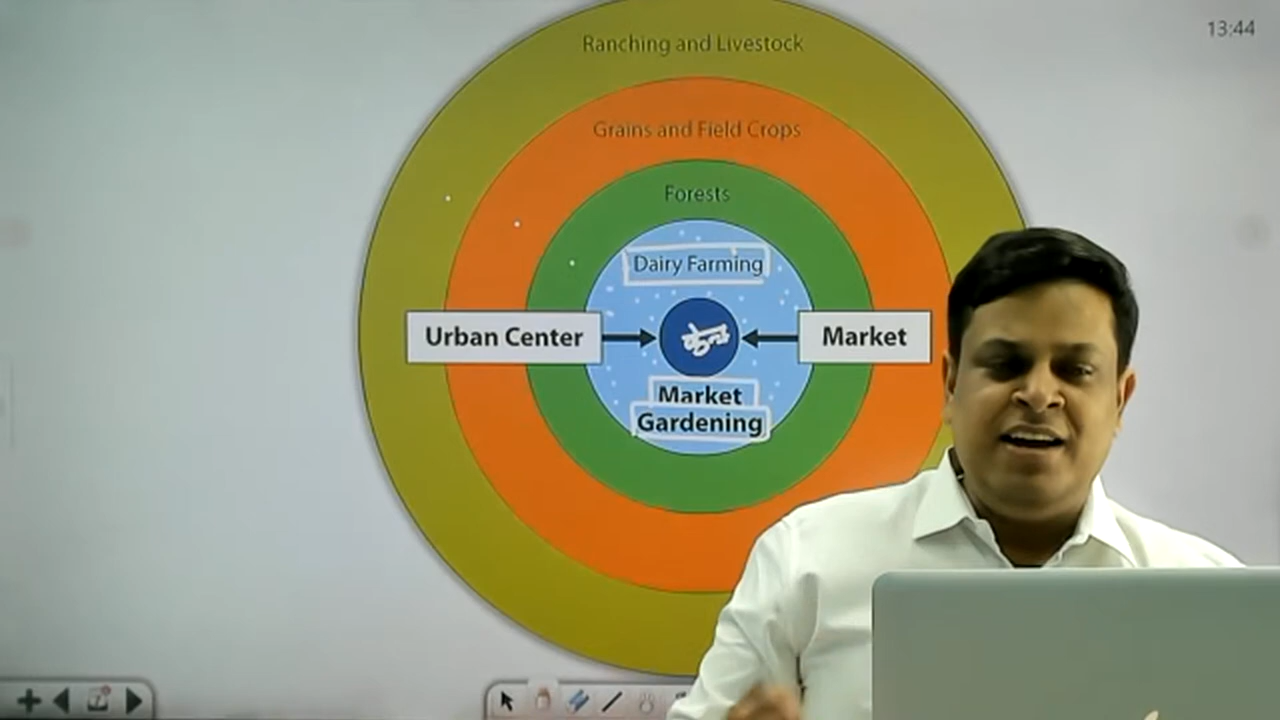 13:44
Ranching and Livestock
Grains and Field Crops
Forests
Dairy Farming
Urban Center
Market
Market
Gardening